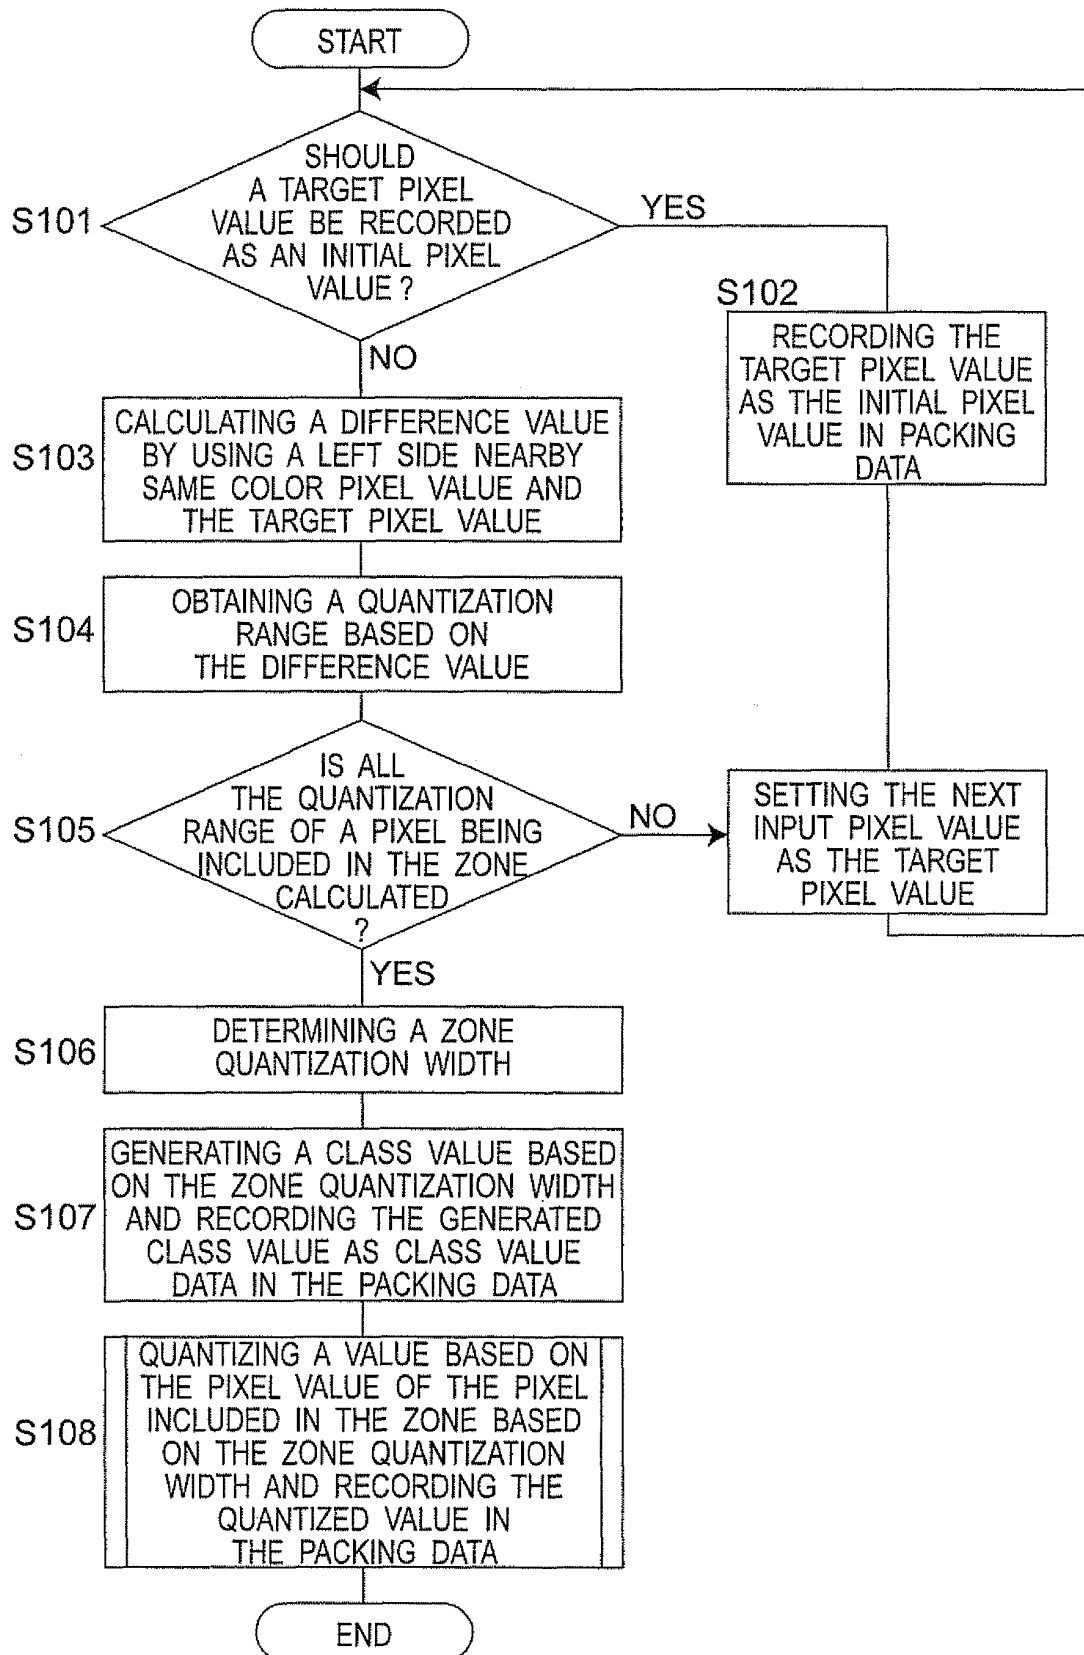 START
SHOULD
A TARGET PIXEL
VALUE BE RECORDED
AS AN INITIAL PIXEL
VALUE ?
S101
YES
S102
RECORDING THE
TARGET PIXEL VALUE
AS THE INITIAL PIXEL
VALUE IN PACKING
DATA
NO
S103
CALCULATING A DIFFERENCE VALUE
BY USING A LEFT SIDE NEARBY
SAME COLOR PIXEL VALUE AND
THE TARGET PIXEL VALUE
S104
OBTAINING A QUANTIZATION
RANGE BASED ON
THE DIFFERENCE VALUE
S105
IS ALL
THE QUANTIZATION
RANGE OF A PIXEL BEING
INCLUDED IN THE ZONE
CALCULATED
?
NO
SETTING THE NEXT
INPUT PIXEL VALUE
AS THE TARGET
PIXEL VALUE
YES
S106
DETERMINING A ZONE
QUANTIZATION WIDTH
S107
GENERATING A CLASS VALUE BASED
ON THE ZONE QUANTIZATION WIDTH
AND RECORDING THE GENERATED
CLASS VALUE AS CLASS VALUE
DATA IN THE PACKING DATA
S108
QUANTIZING A VALUE BASED ON
THE PIXEL VALUE OF THE PIXEL
INCLUDED IN THE ZONE BASED
ON THE ZONE QUANTIZATION
WIDTH AND RECORDING THE
QUANTIZED VALUE IN
THE PACKING DATA
END